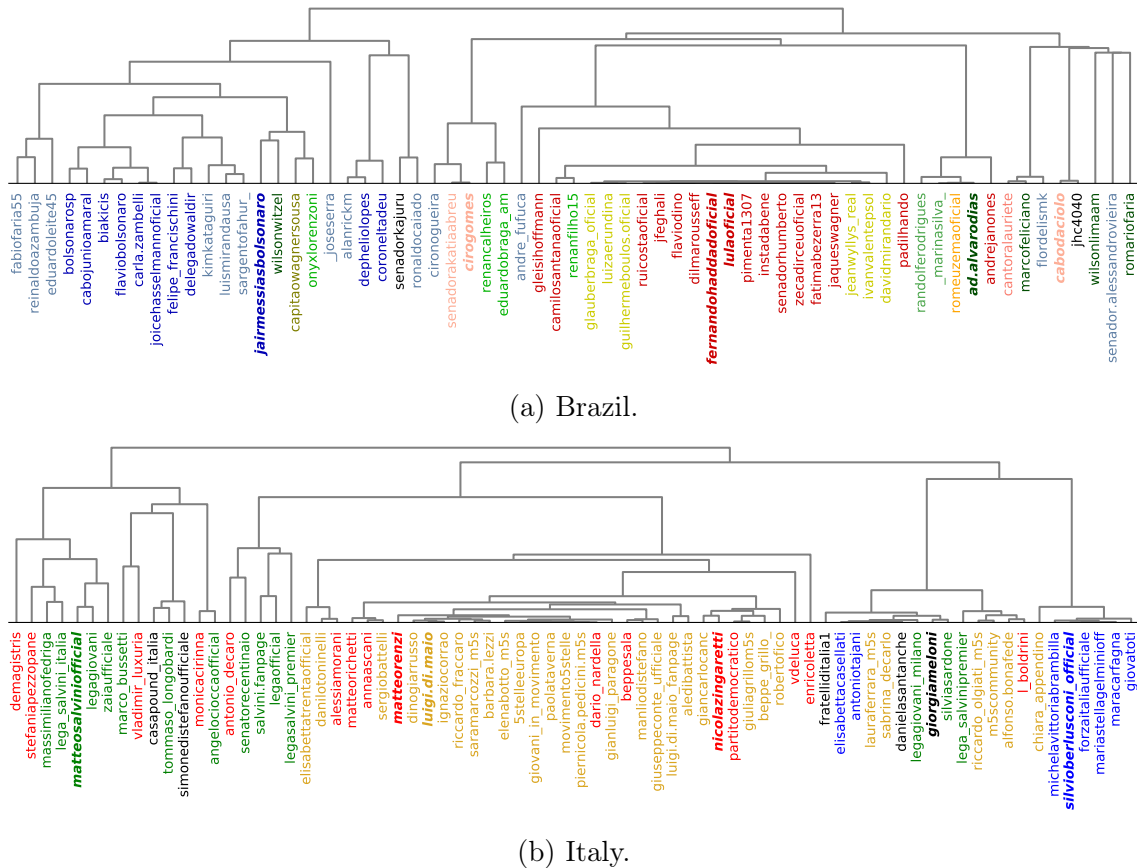 fabiofaria55
reinaldoazambuja
eduardoleite45
bolsonarosp
cabojunioamaral
biakicis
flaviobolsonaro
carla.zambelli
joicehasselmannoficial
felipe_francischini
delegadowaldir
kimkataguiri
luismirandausa
sargentofahur_
jairmessiasbolsonaro
wilsonwitzel
capitaowagnersousa
onyxlorenzoni
joseserra
alanrickm
depheliolopes
coroneltadeu
senadorkajuru
ronaldocaiado
cironogueira
senadorakatiaabreu
cirogomes
renancalheiros
eduardobraga_am
andre_fufuca
gleisihoffmann
camilosantanaoficial
renanfilho15
glauberbraga_oficial
luizaerundina
guilhermeboulos.oficial
ruicostaoficial
jfeghali
flaviodino
dilmarousseff
fernandohaddadoficial
lulaoficial
pimenta1307
instadabene
senadorhumberto
zecadirceuoficial
fatimabezerra13
jaqueswagner
jeanwyllys_real
ivanvalentepsol
davidmirandario
padilhando
randolferodrigues
_marinasilva_
romeuzemaoficial
ad.alvarodias
andrejanones
cantoralauriete
marcofeliciano
flordelismk
cabodaciolo
jhc4040
wilsonlimaam
senador.alessandrovieira
romariofaria
(a) Brazil.
demagistris
stefaniapezzopane
massimilianofedriga
lega_salvini_italia
matteosalviniofficial
legagiovani
zaiaufficiale
marco_bussetti
vladimir_luxuria
casapound_italia
tommaso_longobardi
simonedistefanoufficiale
monicacirinna
angelocioccaofficial
antonio_decaro
senatorecentinaio
salvini.fanpage
legaofficial
legasalvini_premier
elisabettatrentaofficial
danilotoninelli
alessiamorani
matteorichetti
annaascani
sergiobattelli
matteorenzi
dinogiarrusso
luigi.di.maio
ignaziocorrao
riccardo_fraccaro
saramarcozzi_m5s
barbara.lezzi
elenabotto_m5s
5stelleeuropa
giovani_in_movimento
paolataverna
movimento5stelle
piernicola.pedicini.m5s
dario_nardella
gianluigi_paragone
beppesala
manliodistefano
giuseppeconte_ufficiale
luigi.di.maio_fanpage
aledibattista
giancarlocanc
nicolazingaretti
partitodemocratico
giuliagrillom5s
beppe_grillo_
robertofico_
vdeluca
enricoletta
fratelliditalia1
elisabettacasellati
antoniotajani
lauraferrara_m5s
sabrina_decarlo
danielasantanche
legagiovani_milano
giorgiameloni
silviasardone
lega_salvinipremier
riccardo_olgiati_m5s
m5scommunity
alfonso.bonafede
l_boldrini
chiara_appendino
michelavittoriabrambilla
silvioberlusconi_official
forzaitaliaufficiale
mariastellagelminioff
maracarfagna
giovatoti
(b) Italy.